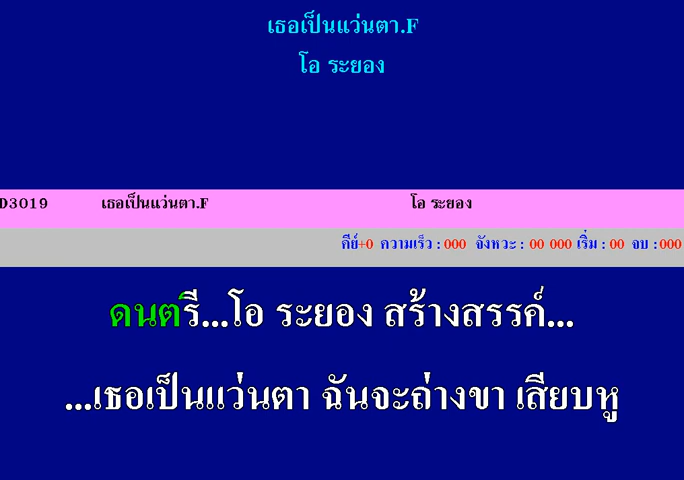 เธอเป็นแว่นตา.F
โอ ระยอง
D3019 เธอเป็นแว่นตา.F โอ ระยอง
คีย์+0 ความเร็ว : 000 จังหวะ : 00 000 เริ่ม : 00 จบ :000
ดนตรี...โอ ระยอง สร้างสรรค์...
...เธอเป็นแว่นตา ฉันจะถ่างขา เสียบหู